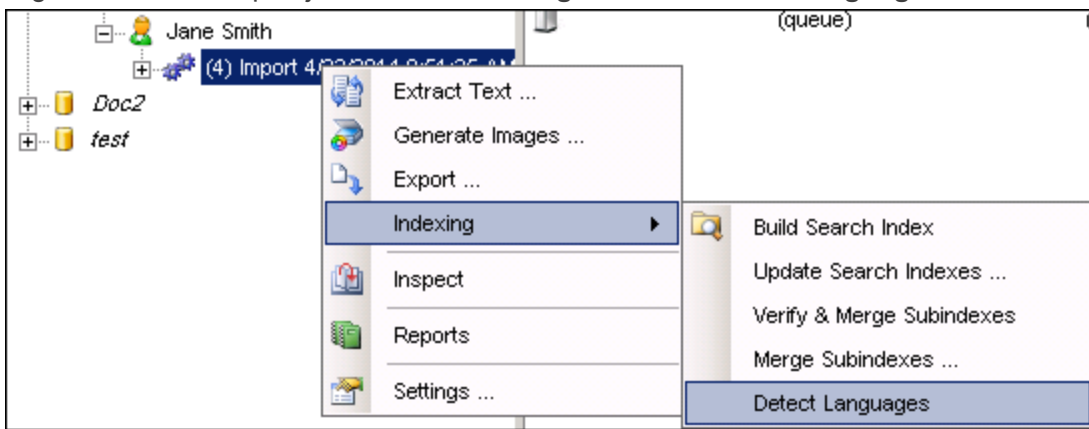 Jane Smith
(queue)
(4) Import
Doc2
test
Extract Text ...
Generate Images ...
Export ...
Indexing
Inspect
Reports
Settings ...
Build Search Index
Update Search Indexes ...
Verify & Merge Subindexes
Merge Subindexes ...
Detect Languages